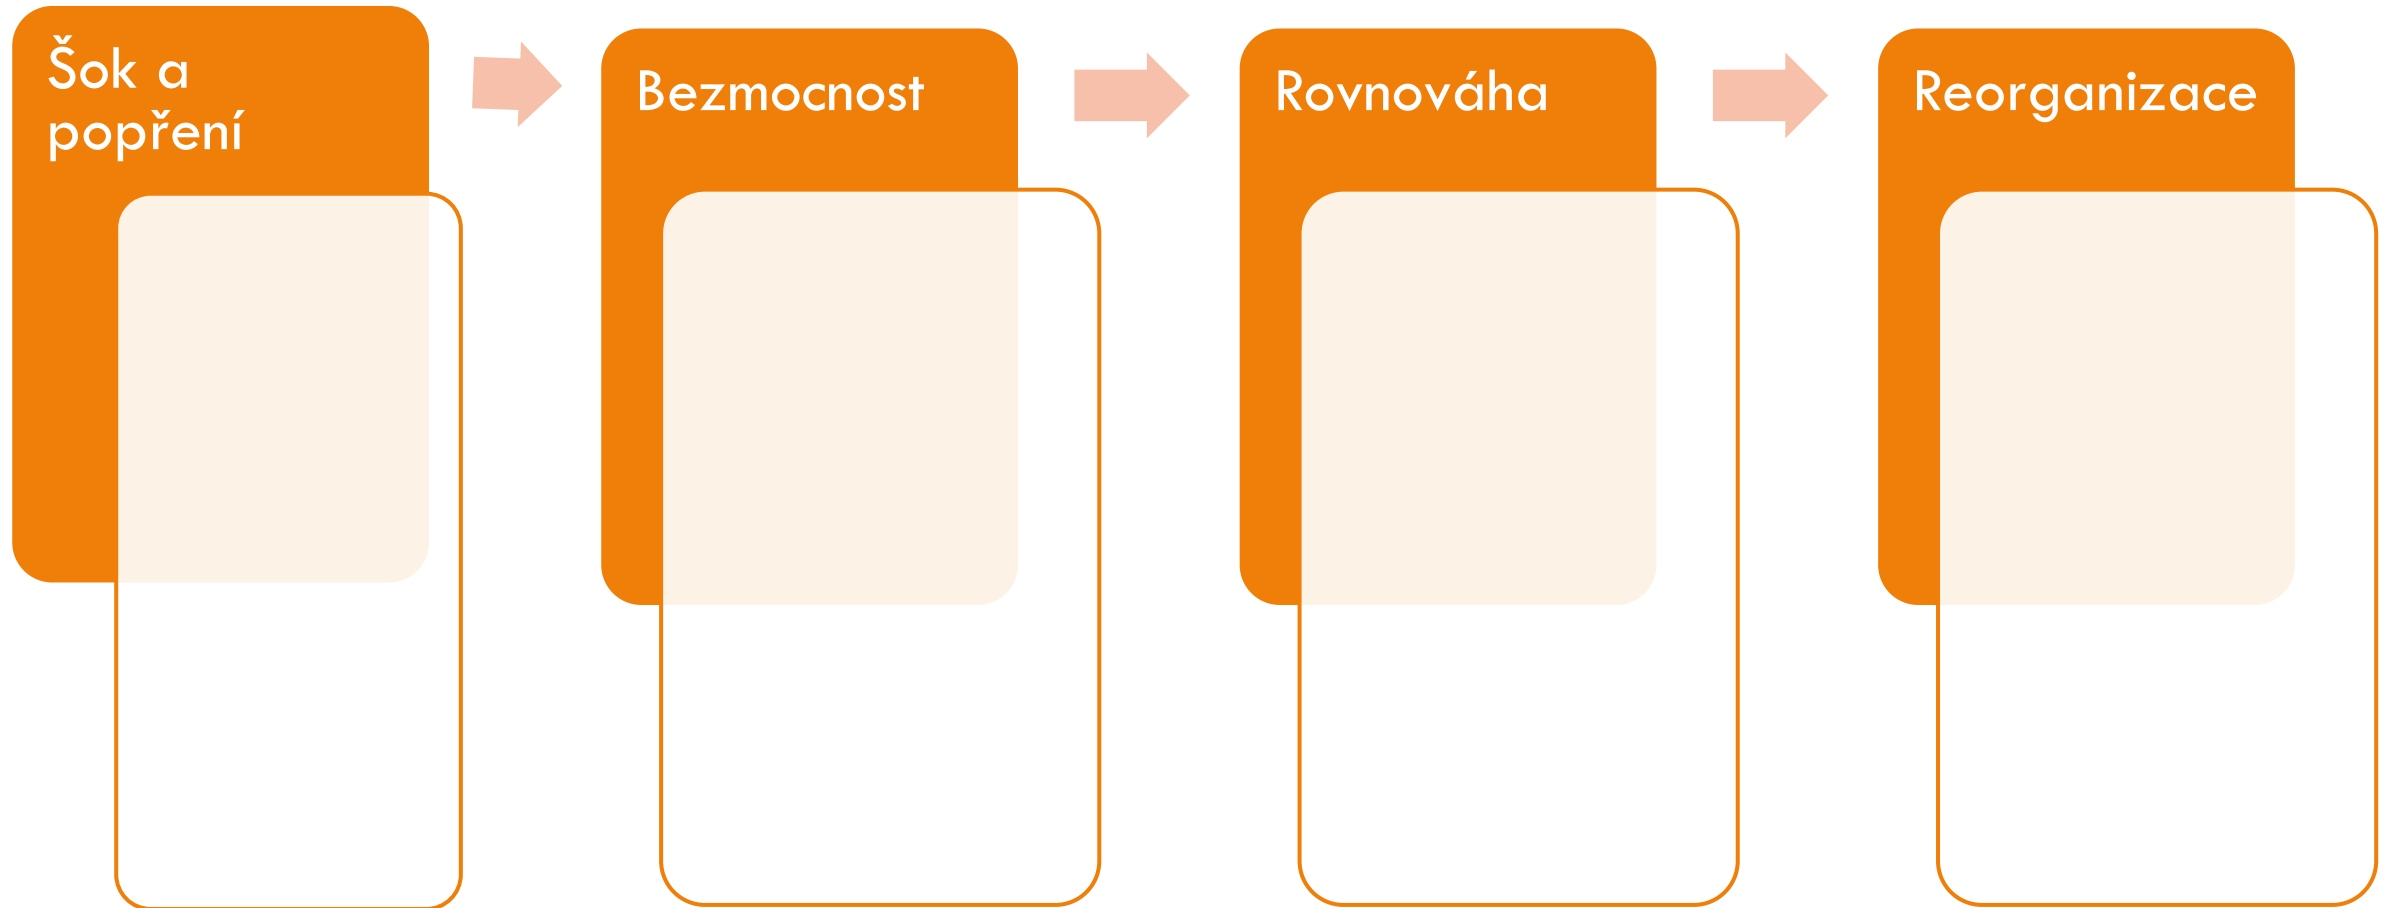 Šok a
popření
Bezmocnost
Rovnováha
Reorganizace